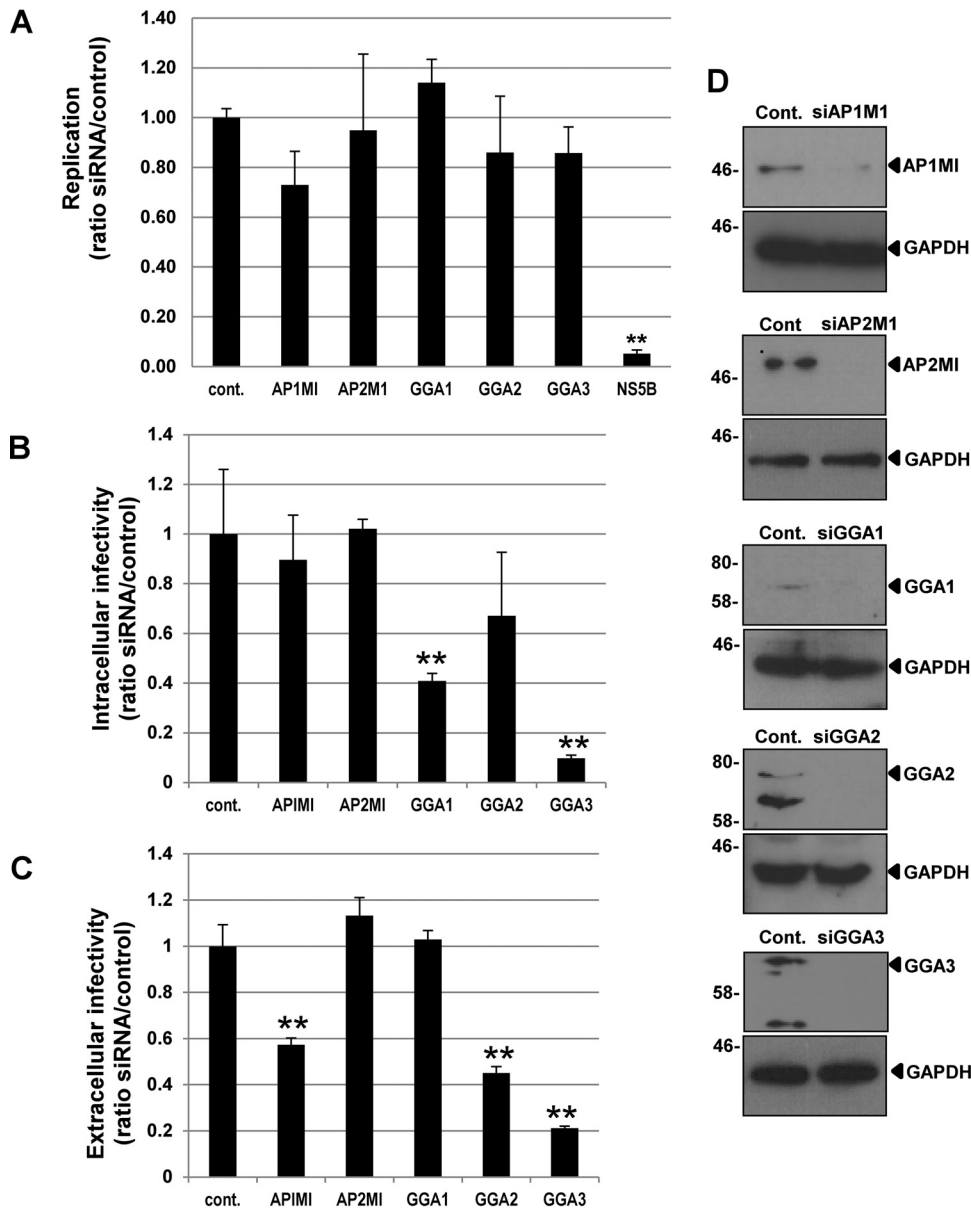 A
Replication
(ratio siRNA/control)
1.40
1.20
1.00
0.80
0.60
0.40
0.20
0.00
**
cont. AP1MI AP2M1 GGA1 GGA2 GGA3 NS5B
B
Intracellular infectivity
(ratio siRNA/control)
1.4
1.2
1
0.8
0.6
0.4
0.2
0
**
**
cont. APIMI AP2MI GGA1 GGA2 GGA3
C
Extracellular infectivity
(ratio siRNA/control)
1.4
1.2
1
0.8
0.6
0.4
0.2
0
**
**
**
cont. APIMI AP2MI GGA1 GGA2 GGA3
D
Cont. siAP1M1
46-
AP1MI
46-
GAPDH
Cont siAP2M1
46-
AP2MI
46-
GAPDH
Cont. siGGA1
80-
58-
GGA1
46-
GAPDH
Cont. siGGA2
80-
GGA2
58-
46-
GAPDH
Cont. siGGA3
GGA3
58-
46-
GAPDH